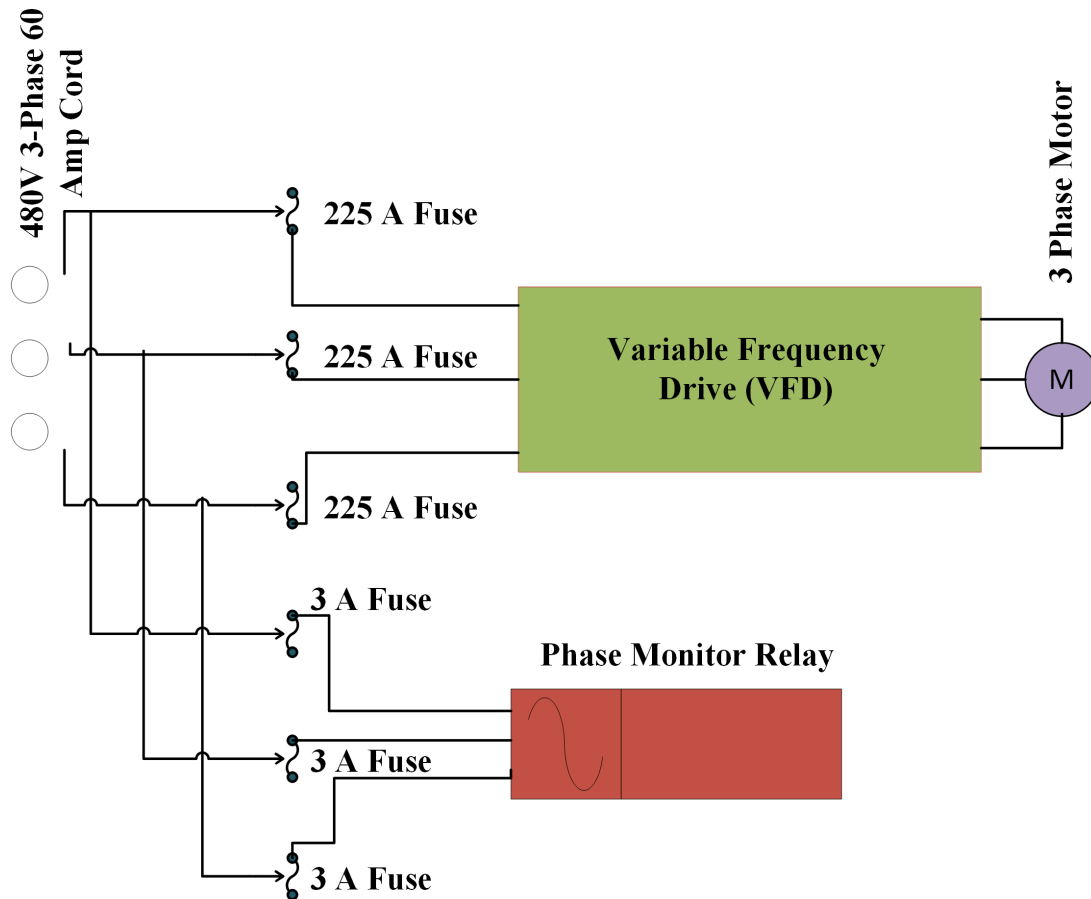 480V 3-Phase 60
Amp Cord
225 A Fuse
3 Phase Motor
225 A Fuse
Variable Frequency
Drive (VFD)
M
225 A Fuse
3 A Fuse
Phase Monitor Relay
3 A Fuse
3 A Fuse